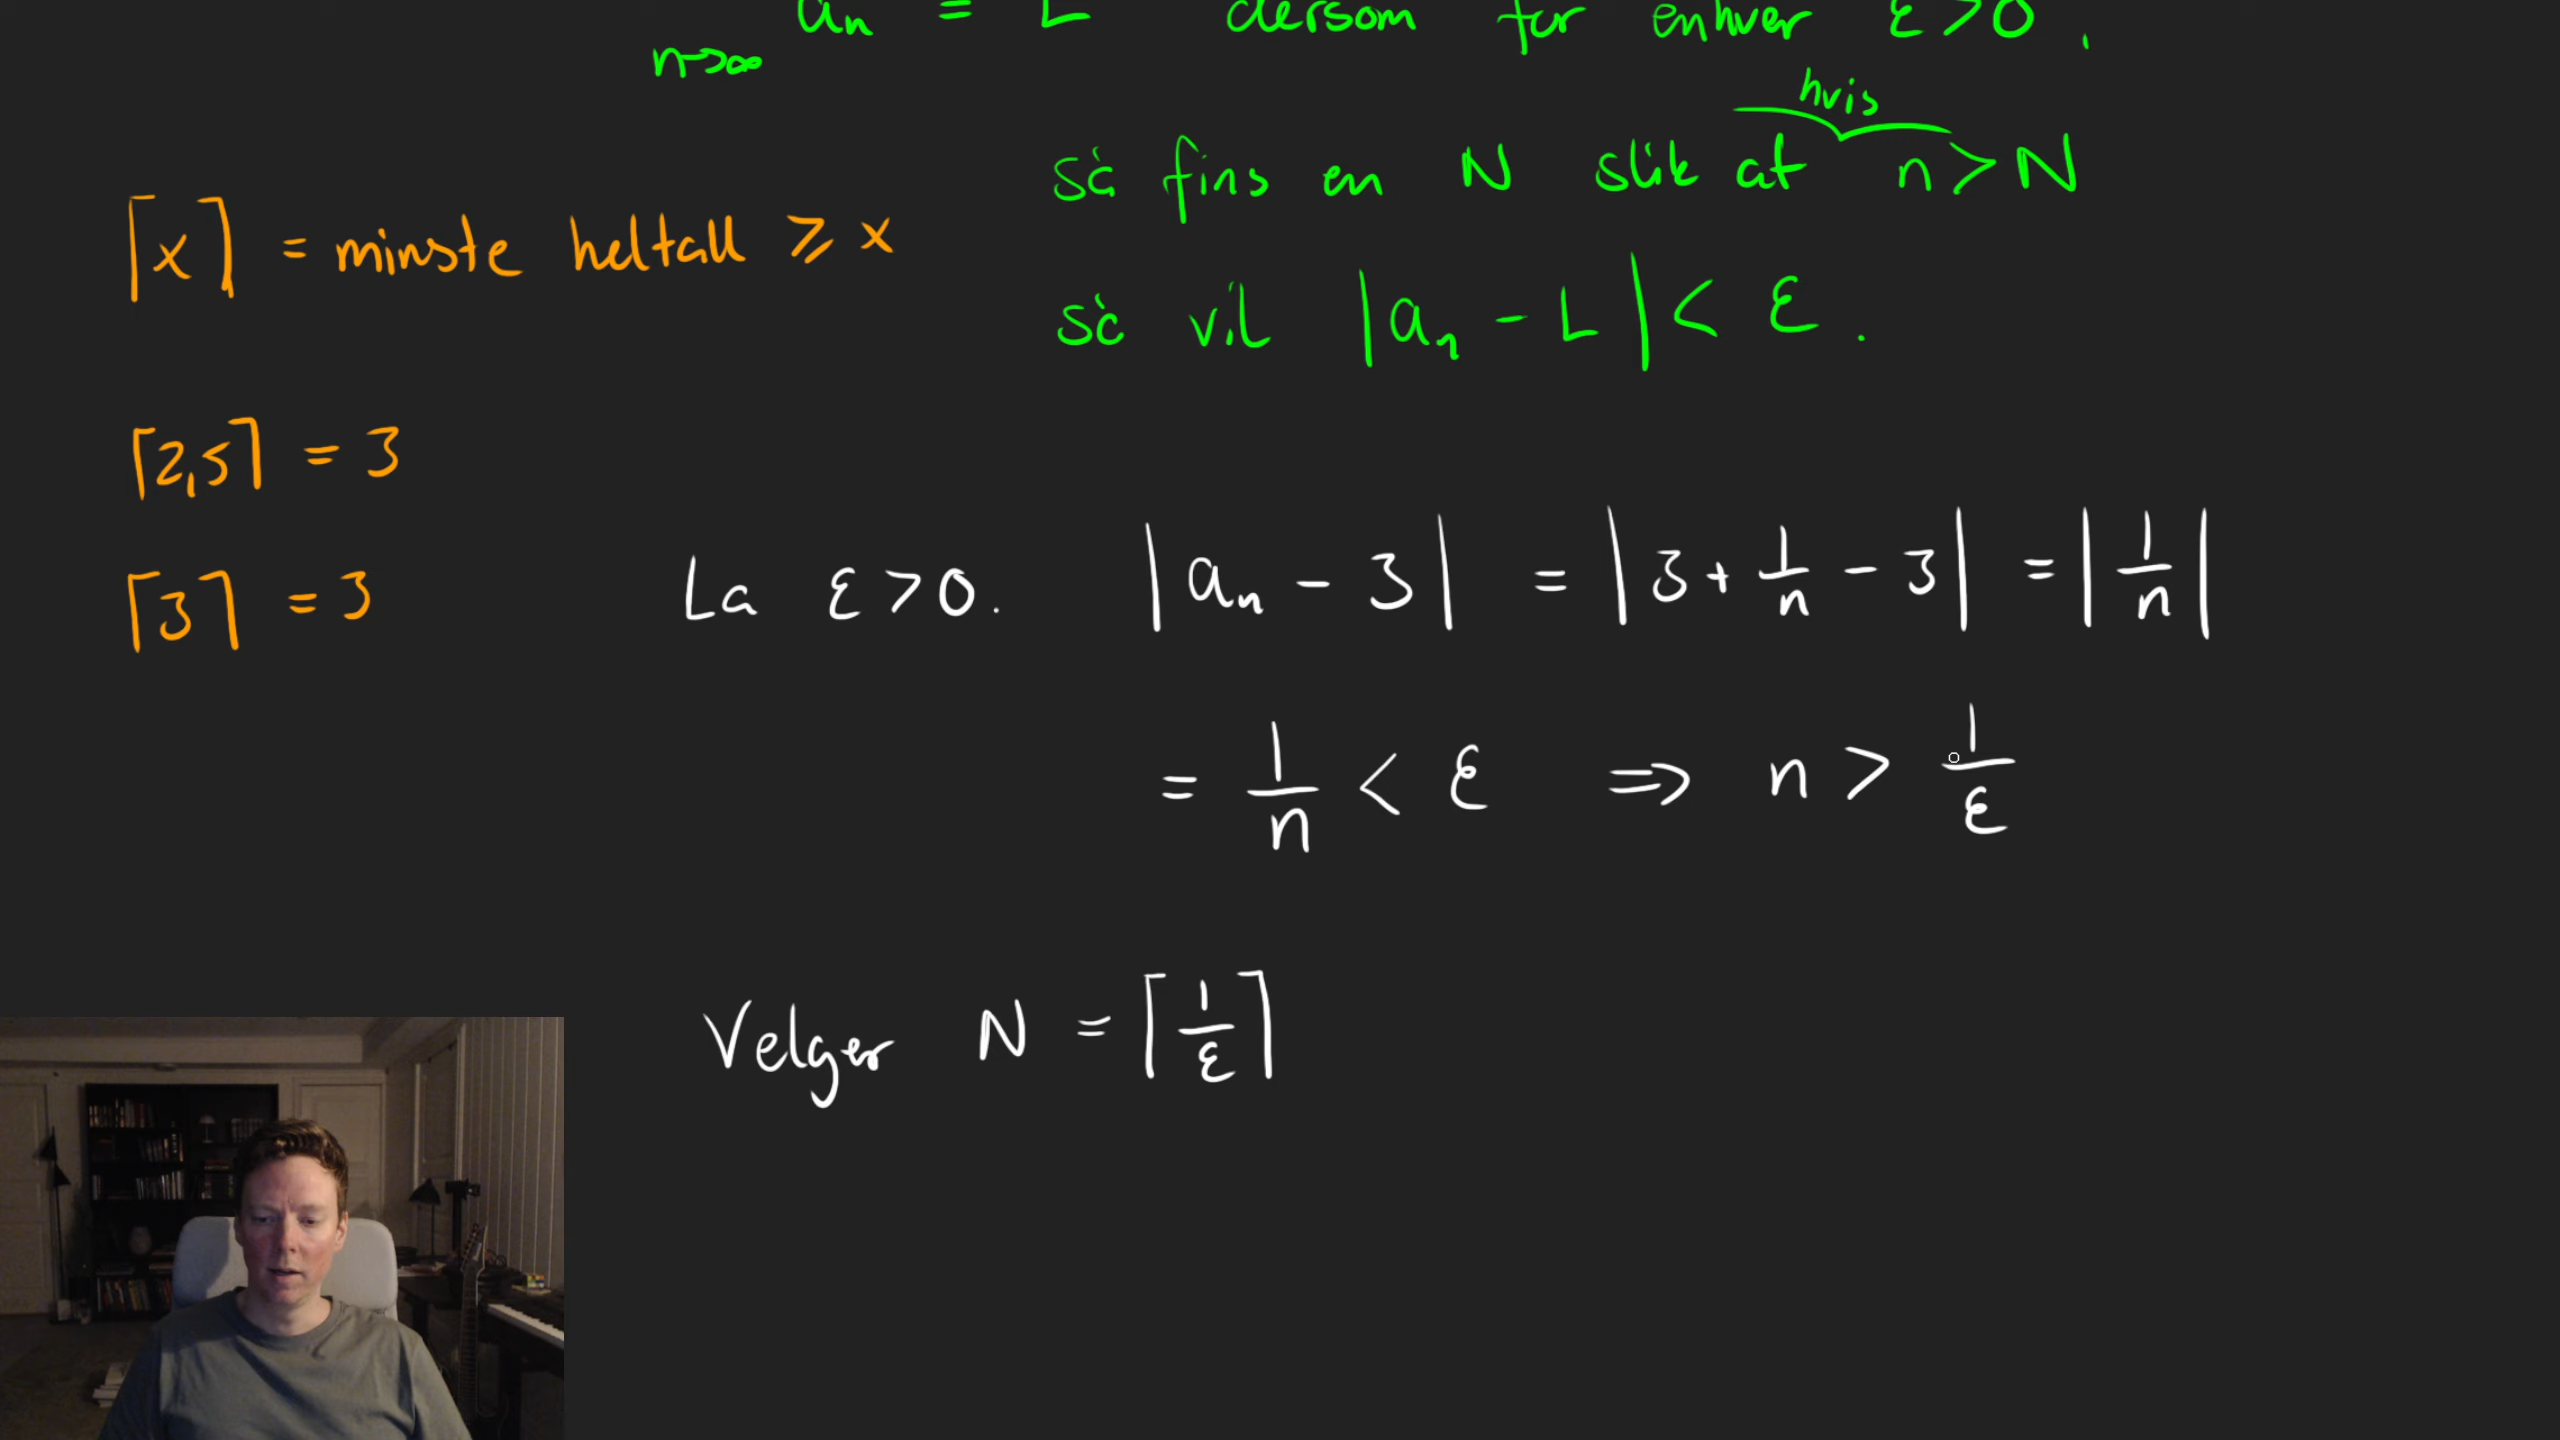 aₙ = L dersom for enhver ε > 0,
n→∞
hvis
så fins en N slik at n > N
⌈x⌉ = minste heltall ≥ x
så vil |aₙ - L| < ε.
⌈2,5⌉ = 3
⌈3⌉ = 3
La ε > 0. |aₙ - 3| = |3 + 1/n - 3| = |1/n|
= 1/n < ε ⇒ n > 1/ε
Velger N = ⌈1/ε⌉